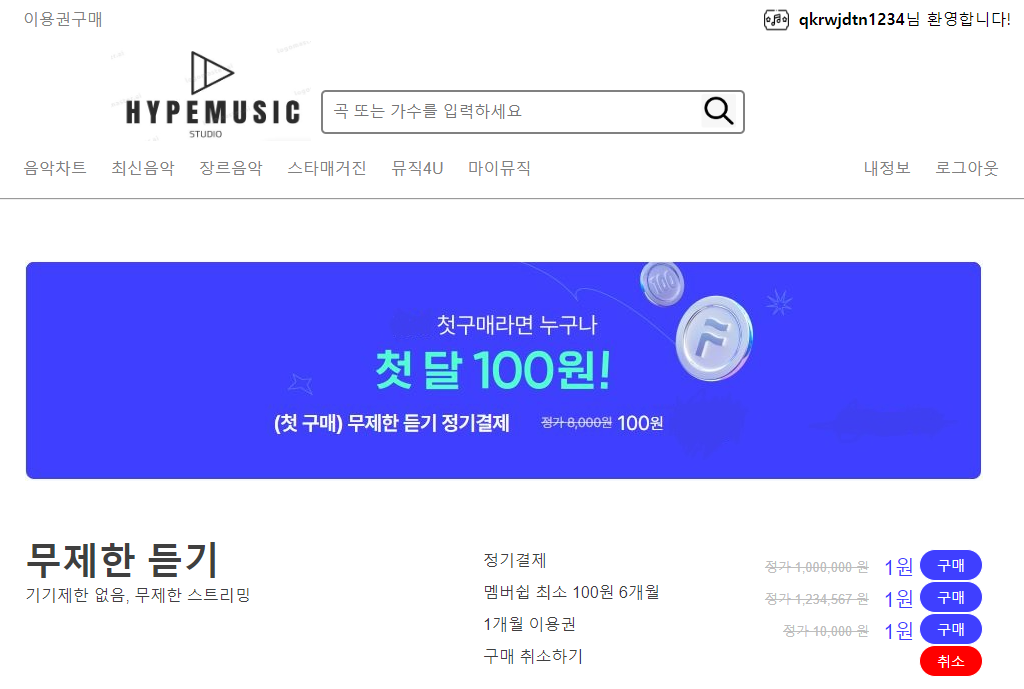 이용권구매
qkrwjdtn1234님 환영합니다!
HYPEMUSIC
STUDIO
곡 또는 가수를 입력하세요
음악차트 최신음악 장르음악 스타매거진 뮤직4U 마이뮤직 내정보 로그아웃
첫구매라면 누구나
첫 달 100원!
(첫 구매) 무제한 듣기 정기결제 정가 8,000원 100원
무제한 듣기
기기제한 없음, 무제한 스트리밍
정기결제 정가 1,000,000 원 1원 구매
멤버쉽 최소 100원 6개월 정가 1,234,567 원 1원 구매
1개월 이용권 정가 10,000 원 1원 구매
구매 취소하기 취소